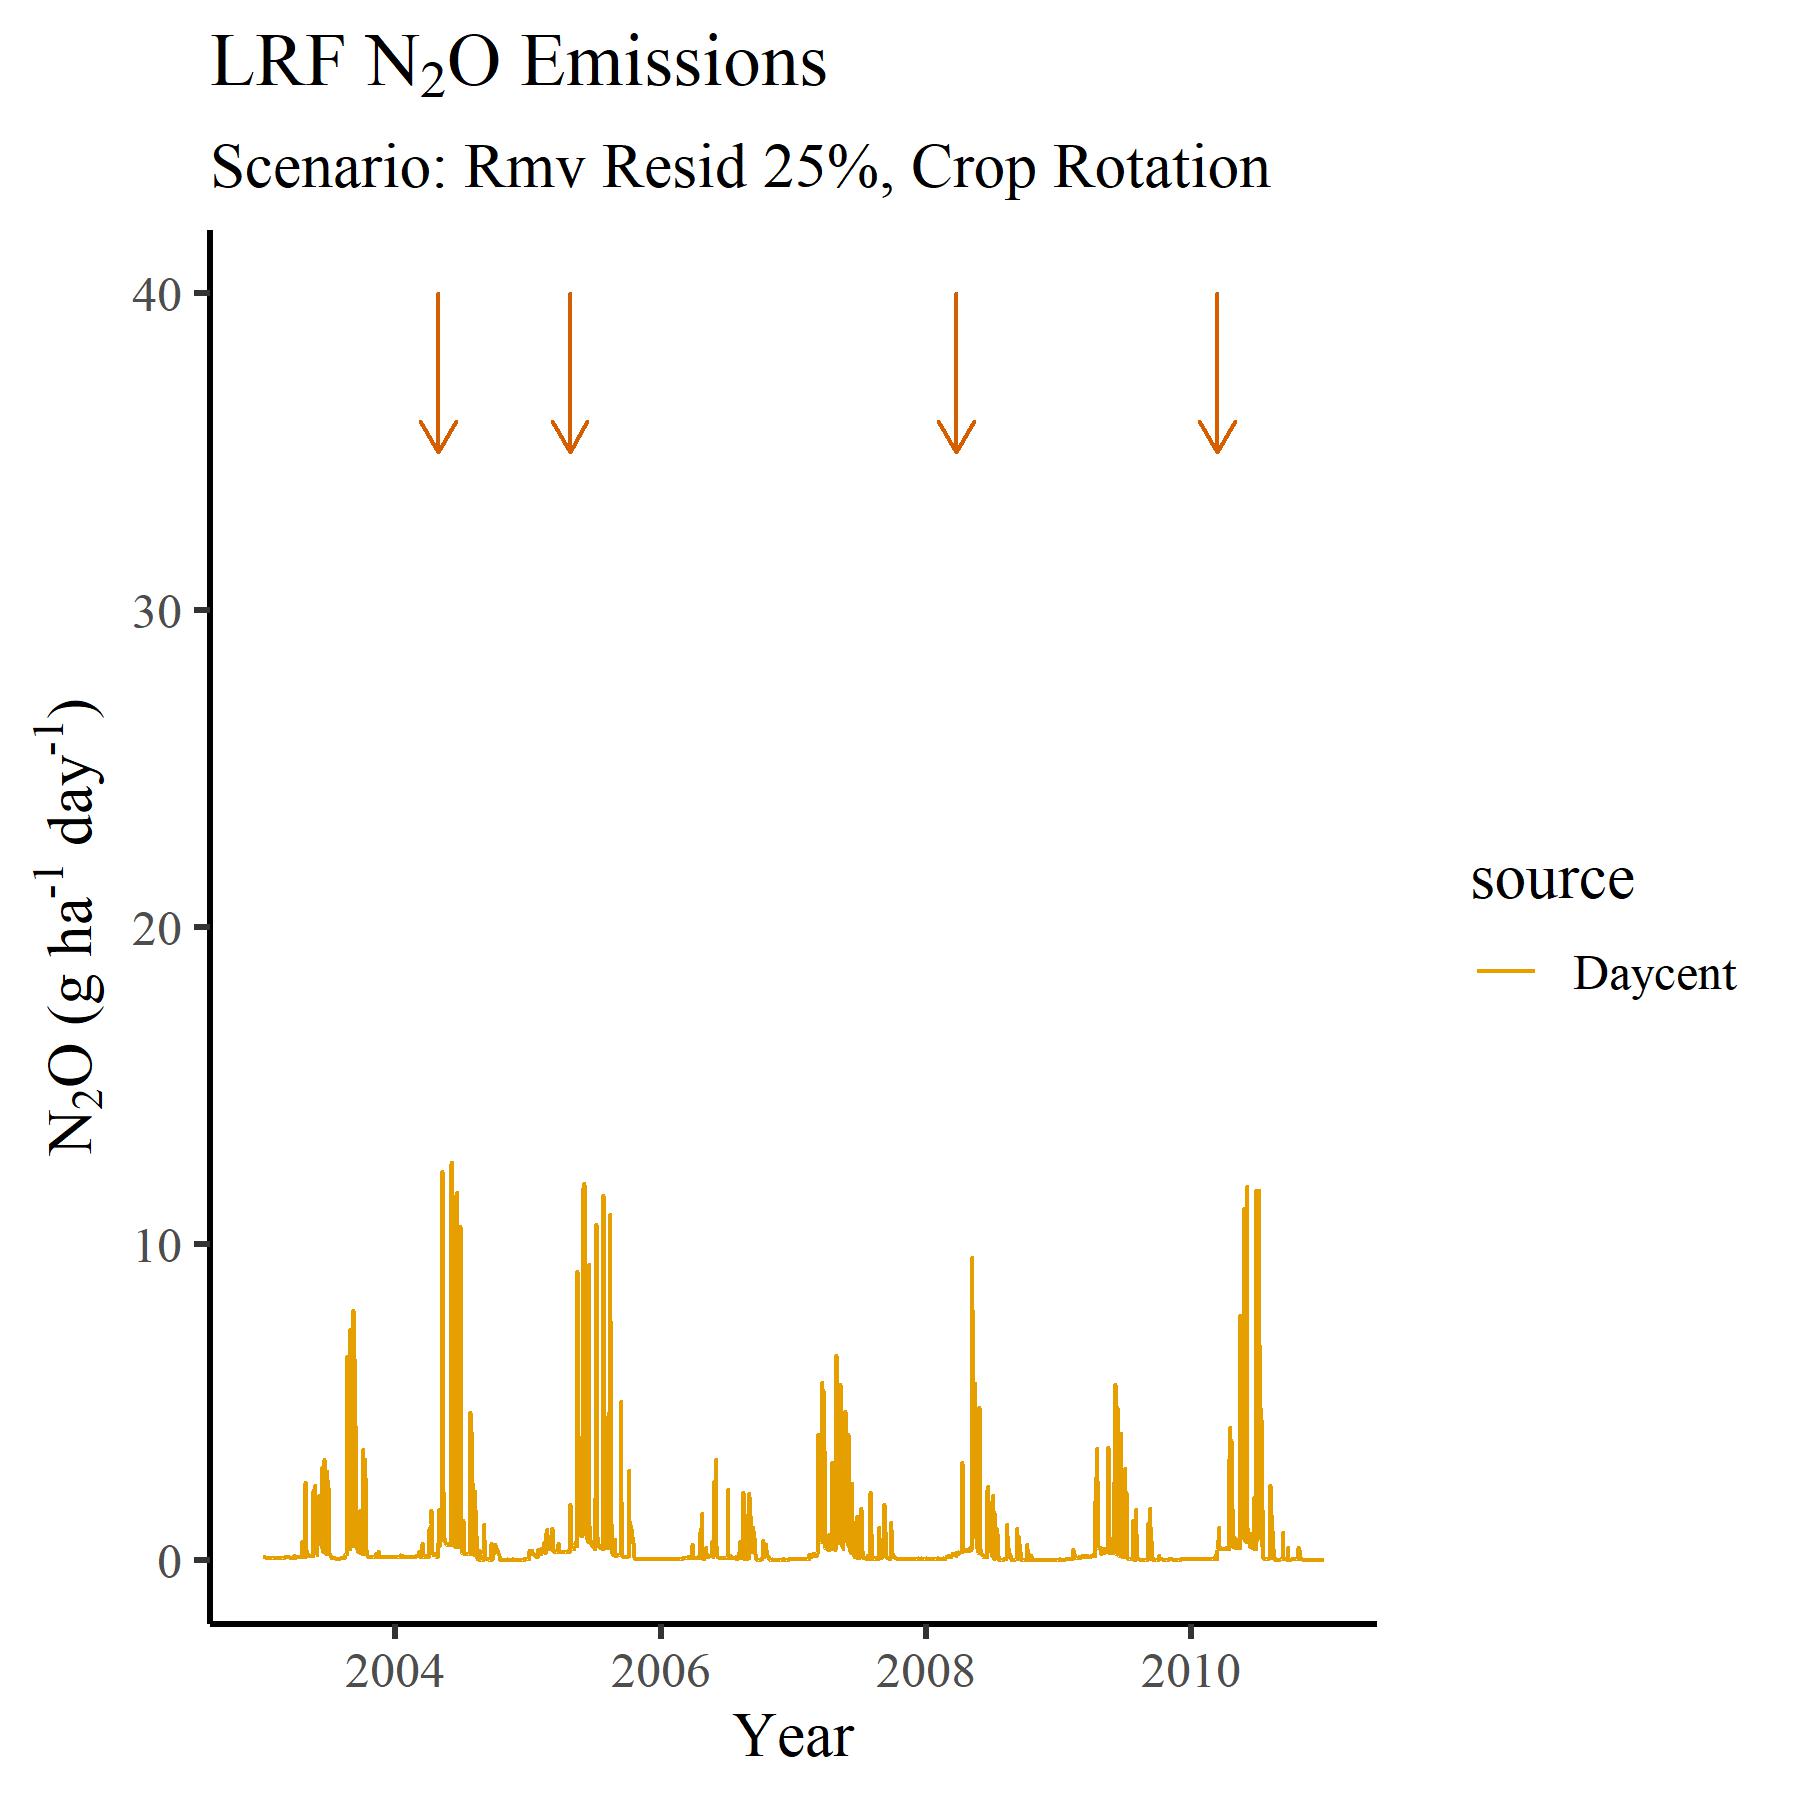 LRF N₂O Emissions
Scenario: Rmv Resid 25%, Crop Rotation
40
30
20
10
0
N₂O (g ha⁻¹ day⁻¹)
2004 2006 2008 2010
Year
source
Daycent